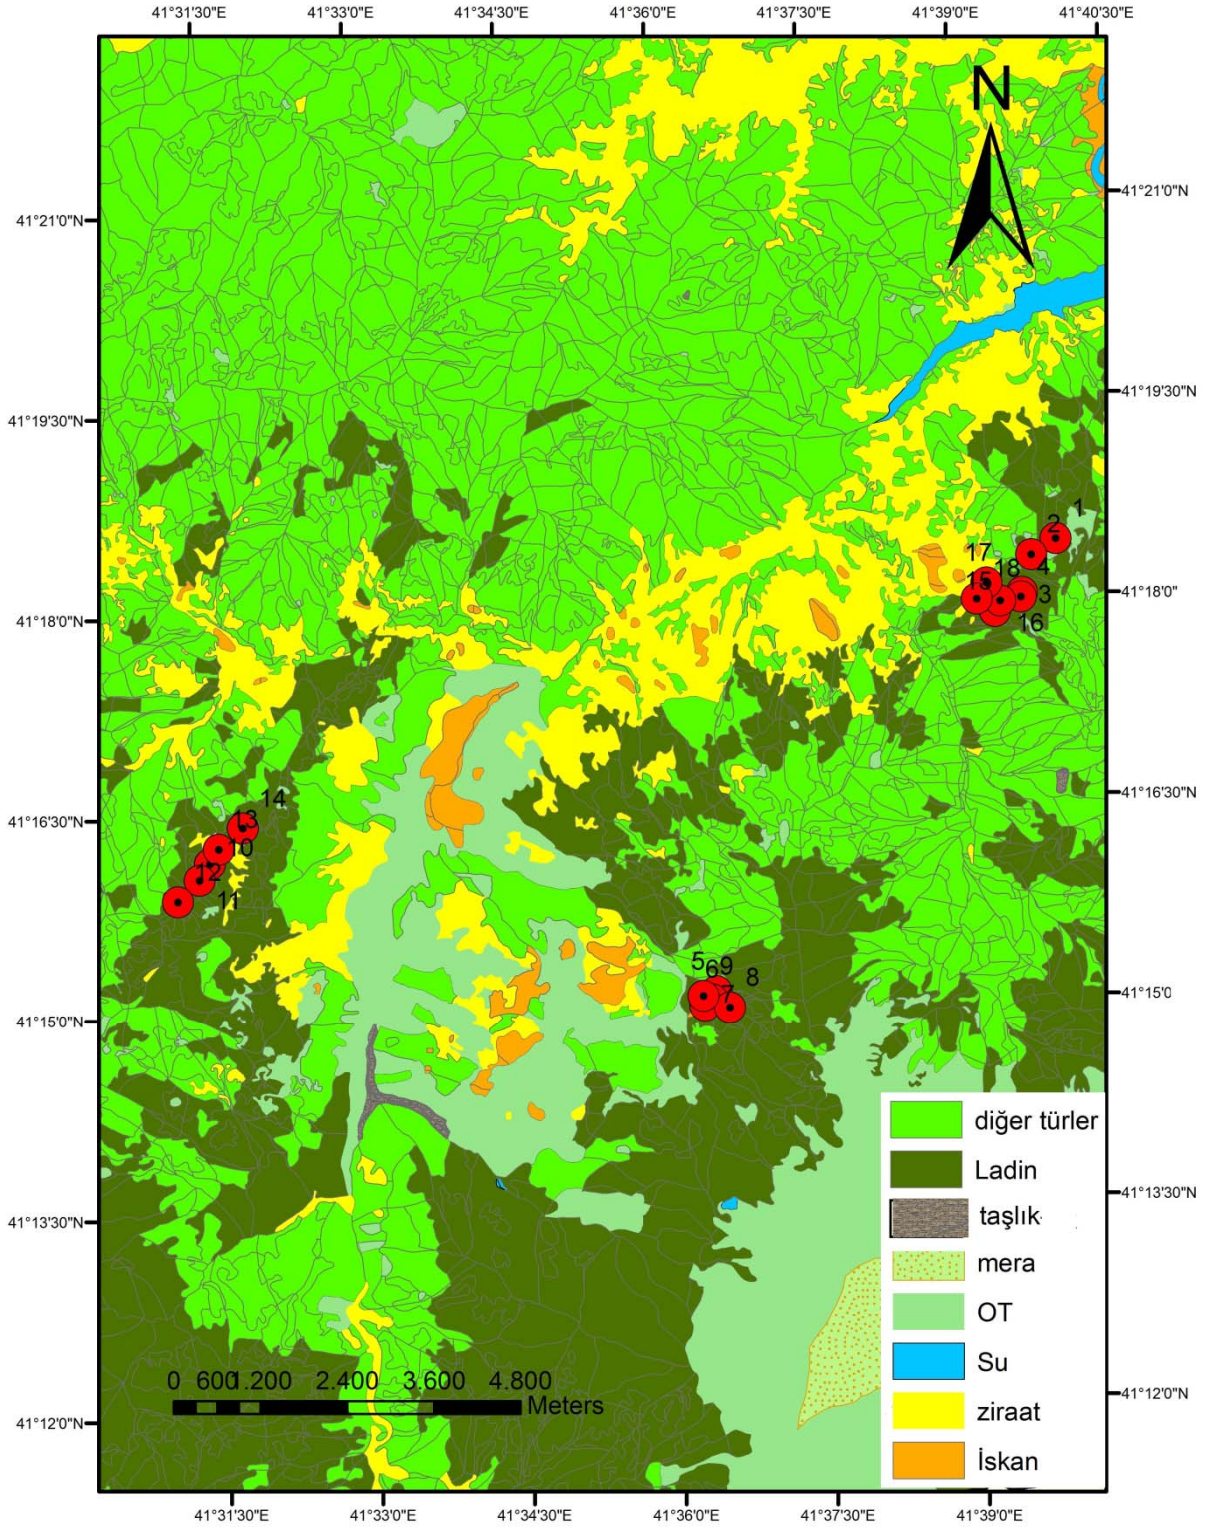 41°31'30"E 41°33'0"E 41°34'30"E 41°36'0"E 41°37'30"E 41°39'0"E 41°40'30"E
N
41°21'0"N 41°21'0"N
41°19'30"N 41°19'30"N
1
2
17
18 4
15 3
16
41°18'0"N 41°18'0"
41°16'30"N 41°16'30"N
14
13
10
12
11
5 9
6 8
7
41°15'0"N 41°15'0"N
41°13'30"N 41°13'30"N
41°12'0"N 41°12'0"N
diğer türler
Ladin
taşlık
mera
OT
Su
ziraat
İskan
0 600 1.200 2.400 3.600 4.800
Meters
41°31'30"E 41°33'0"E 41°34'30"E 41°36'0"E 41°37'30"E 41°39'0"E